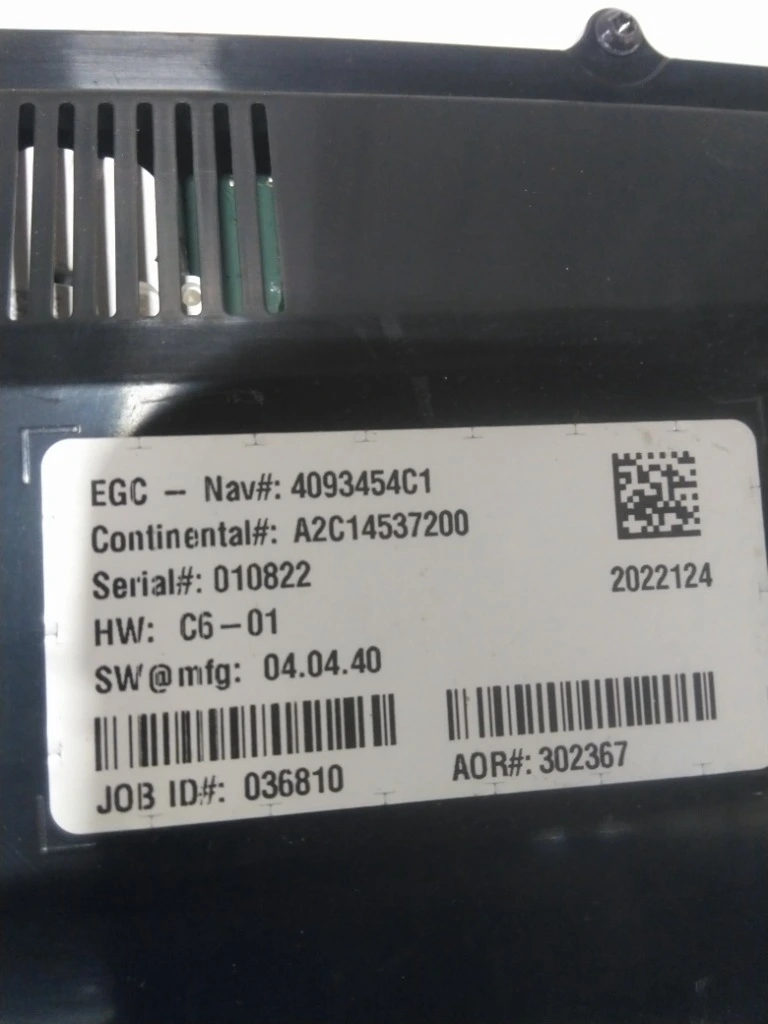 EGC - Nav#: 4093454C1
Continental#: A2C14537200
Serial#: 010822
2022124
HW: C6-01
SW@mfg: 04.04.40
JOB ID#: 036810
AOR#: 302367